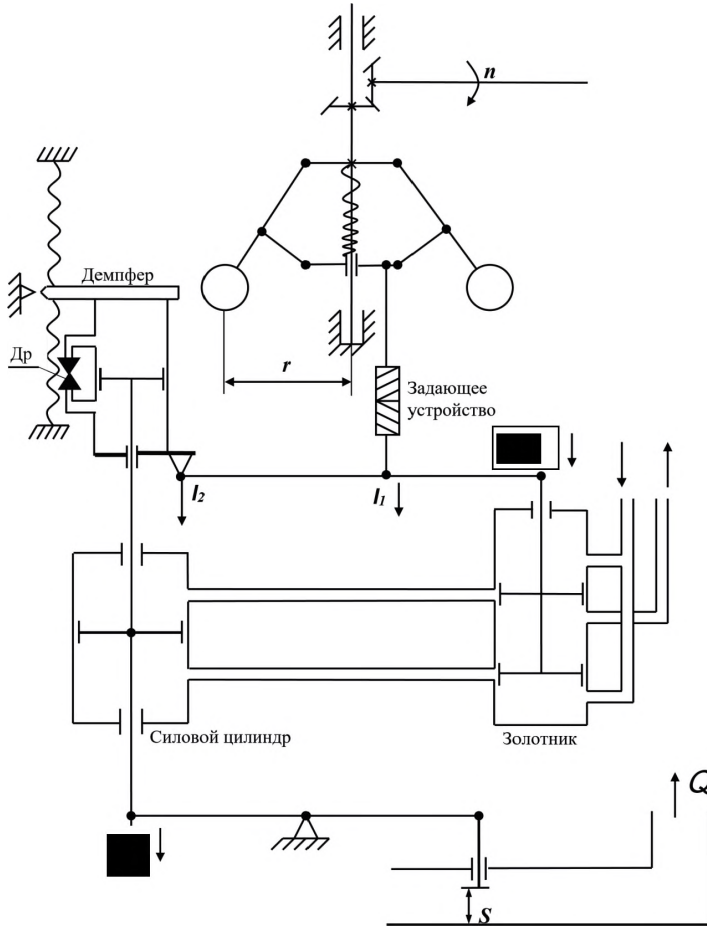 n
Демпфер
Др
r
Задающее
устройство
l₂
l₁
Силовой цилиндр
Золотник
Q
S